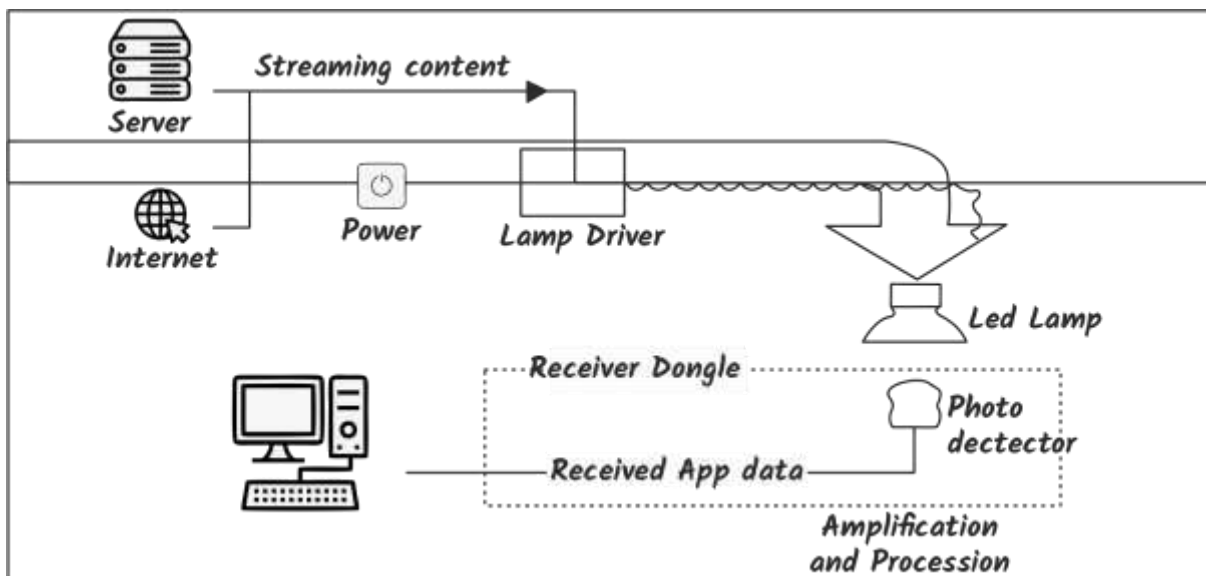 Streaming content
Server
Power
Lamp Driver
Internet
Led Lamp
Receiver Dongle
Photo
dectector
Received App data
Amplification
and Procession